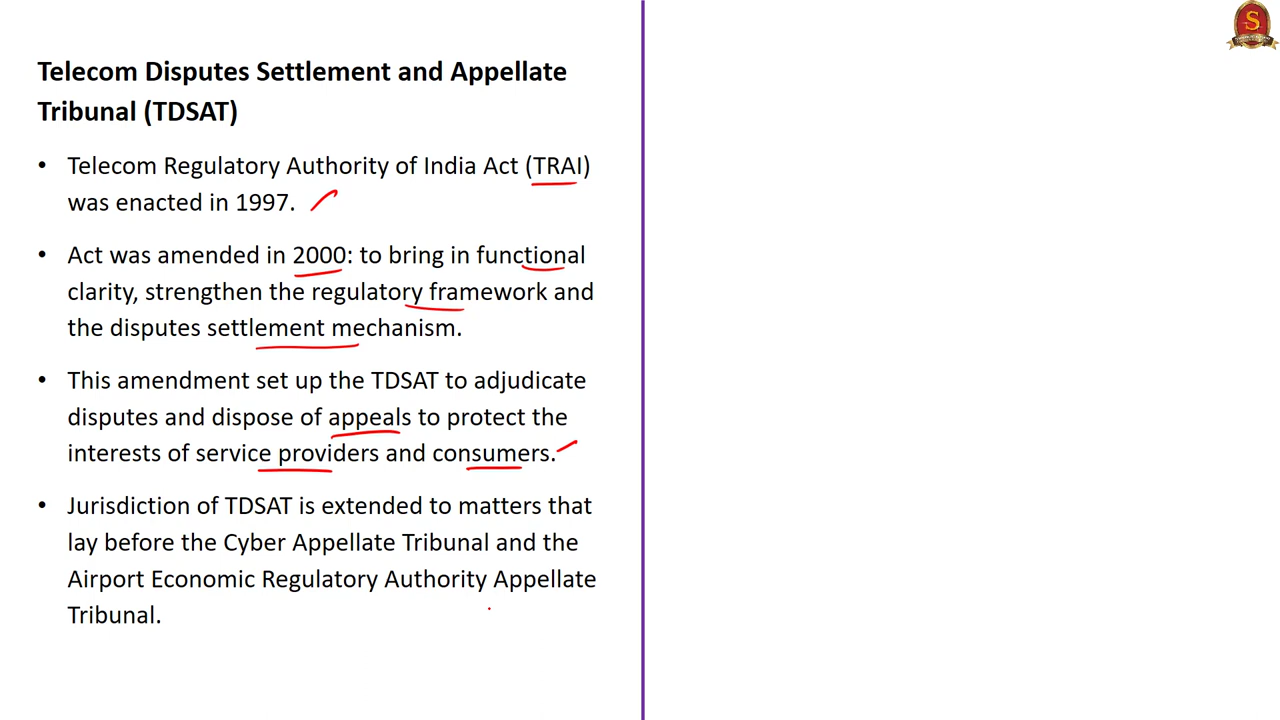 Telecom Disputes Settlement and Appellate
Tribunal (TDSAT)
• Telecom Regulatory Authority of India Act (TRAI)
was enacted in 1997.
• Act was amended in 2000: to bring in functional
clarity, strengthen the regulatory framework and
the disputes settlement mechanism.
• This amendment set up the TDSAT to adjudicate
disputes and dispose of appeals to protect the
interests of service providers and consumers.
• Jurisdiction of TDSAT is extended to matters that
lay before the Cyber Appellate Tribunal and the
Airport Economic Regulatory Authority Appellate
Tribunal.
S